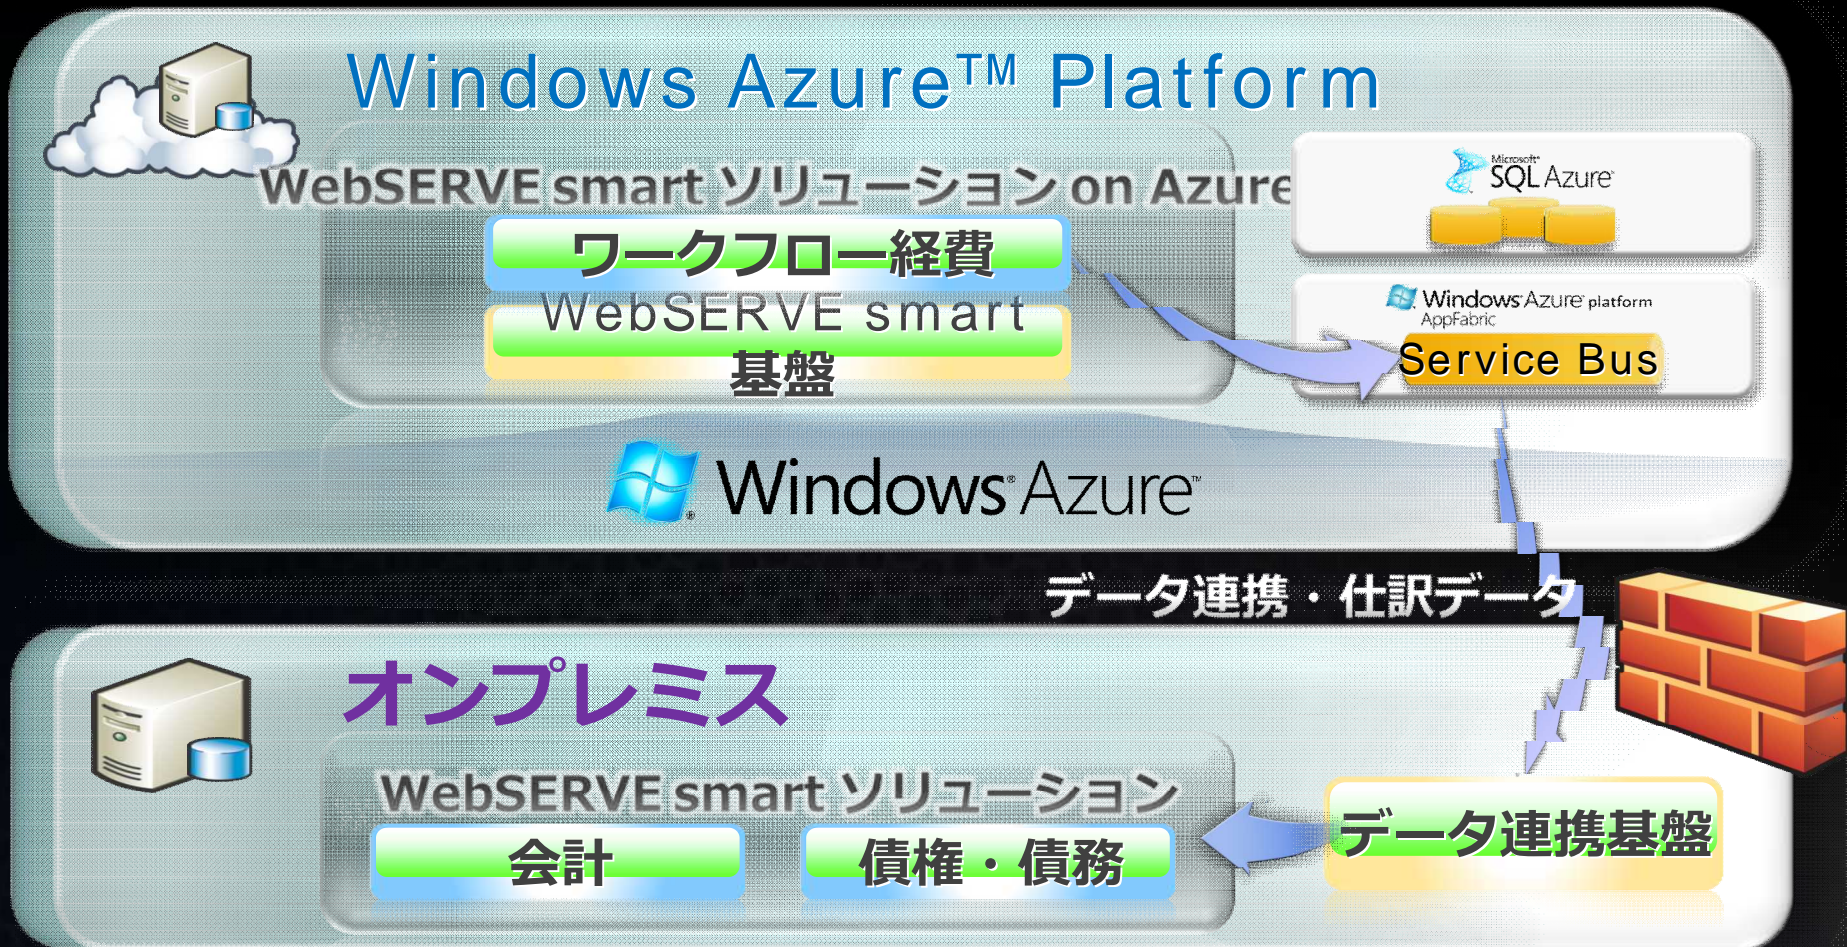 Windows Azure™ Platform
WebSERVE smart ソリューション on Azure
ワークフロー経費
WebSERVE smart
基盤
Microsoft®
SQL Azure™
Windows® Azure™ platform
AppFabric
Service Bus
Windows® Azure™
データ連携・仕訳データ
オンプレミス
WebSERVE smart ソリューション
会計
債権・債務
データ連携基盤